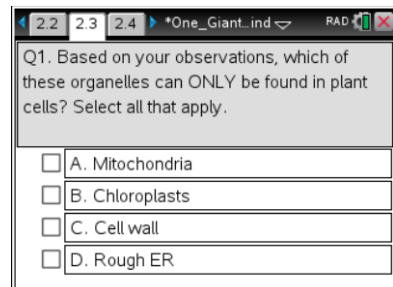 2.2 2.3 2.4 *One_Giant…ind RAD
Q1. Based on your observations, which of
these organelles can ONLY be found in plant
cells? Select all that apply.
A. Mitochondria
B. Chloroplasts
C. Cell wall
D. Rough ER